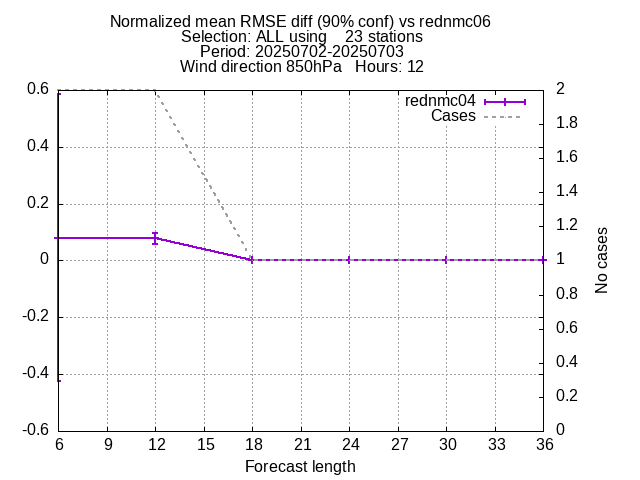 Normalized mean RMSE diff (90% conf) vs rednmc06
Selection: ALL using    23 stations
Period: 20250702-20250703
Wind direction 850hPa   Hours: 12
rednmc04
Cases
0.6
0.4
0.2
0
-0.2
-0.4
-0.6
2
1.8
1.6
1.4
1.2
1
0.8
0.6
0.4
0.2
0
No cases
6 9 12 15 18 21 24 27 30 33 36
Forecast length